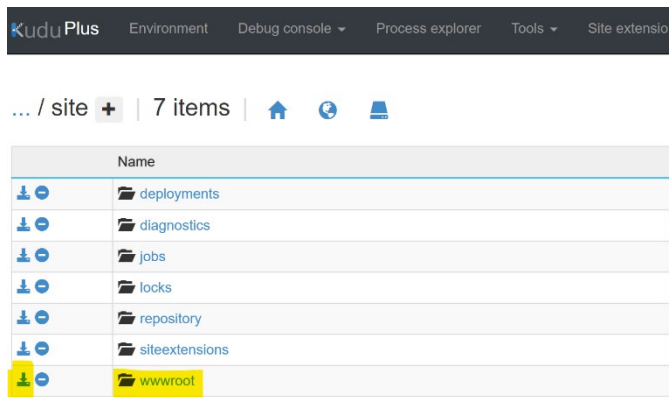 Kudu Plus Environment Debug console Process explorer Tools Site extensio
... / site + | 7 items |
Name
deployments
diagnostics
jobs
locks
repository
siteextensions
wwwroot